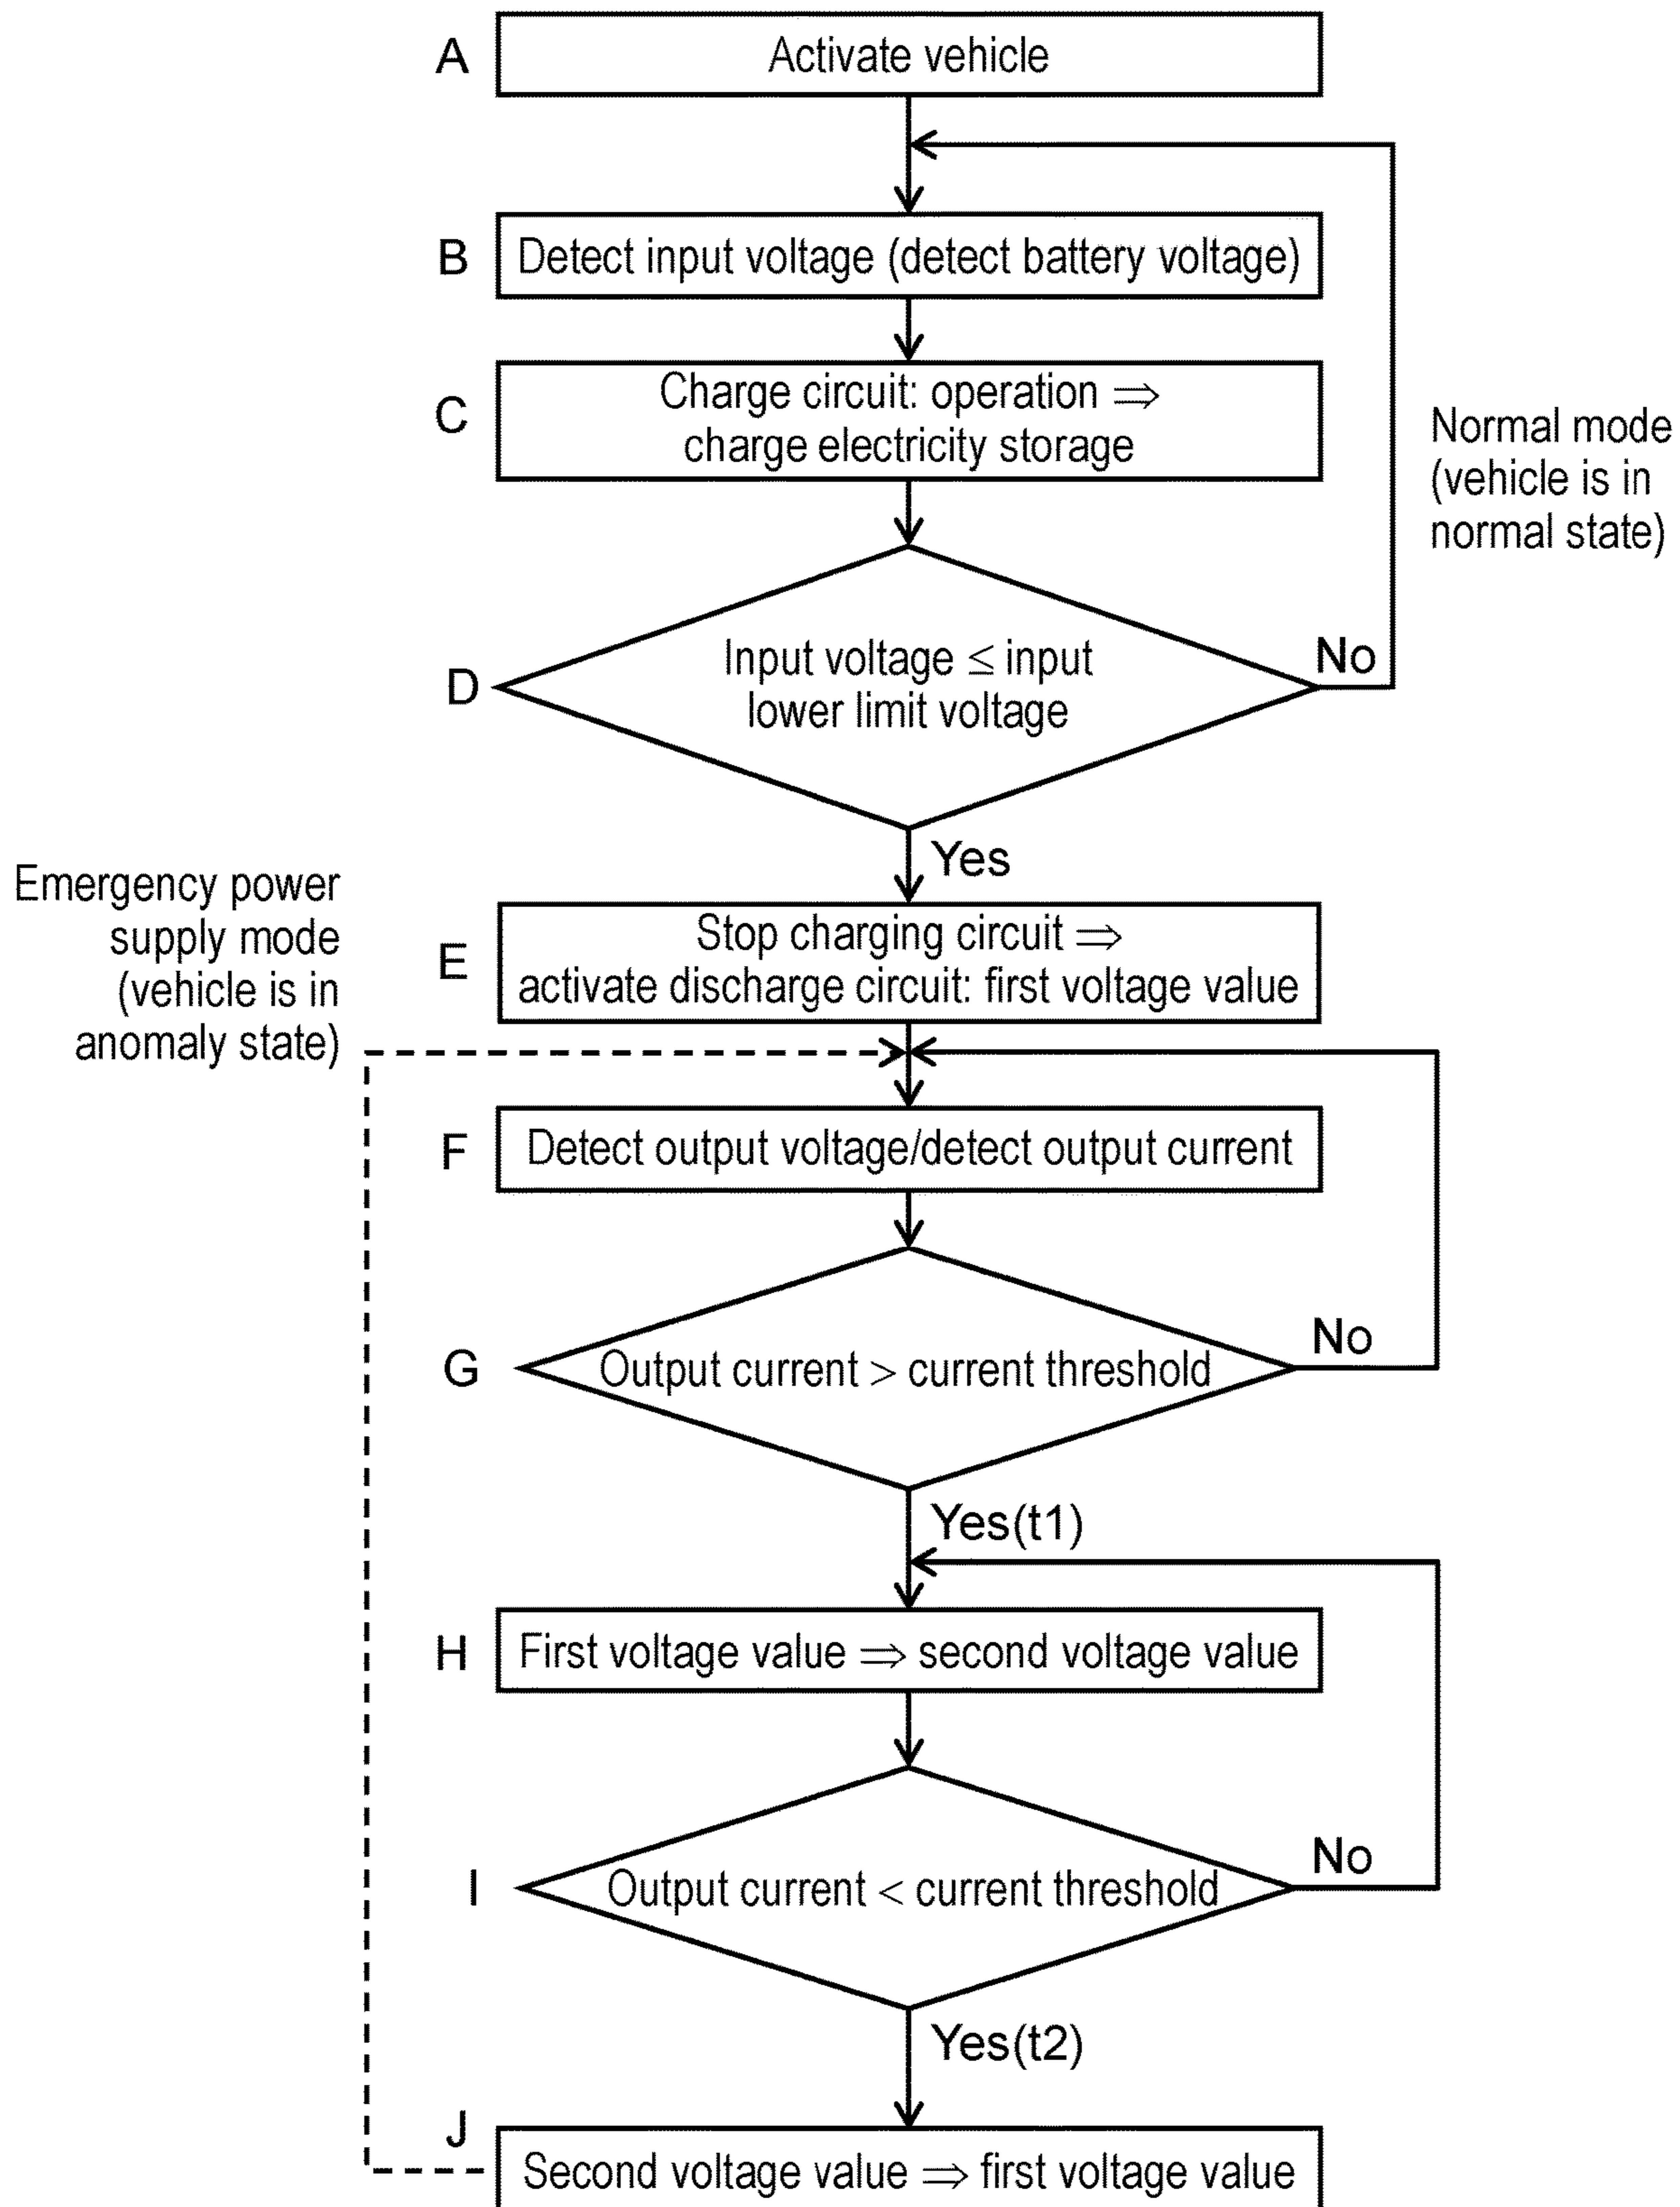 A
Activate vehicle
B
Detect input voltage (detect battery voltage)
C
Charge circuit: operation ⇒
charge electricity storage
Normal mode
(vehicle is in
normal state)
D
Input voltage ≦ input
lower limit voltage
No
Yes
Emergency power
supply mode
(vehicle is in
anomaly state)
E
Stop charging circuit ⇒
activate discharge circuit: first voltage value
F
Detect output voltage/detect output current
G
Output current > current threshold
No
Yes(t1)
H
First voltage value ⇒ second voltage value
I
Output current < current threshold
No
Yes(t2)
J
Second voltage value ⇒ first voltage value